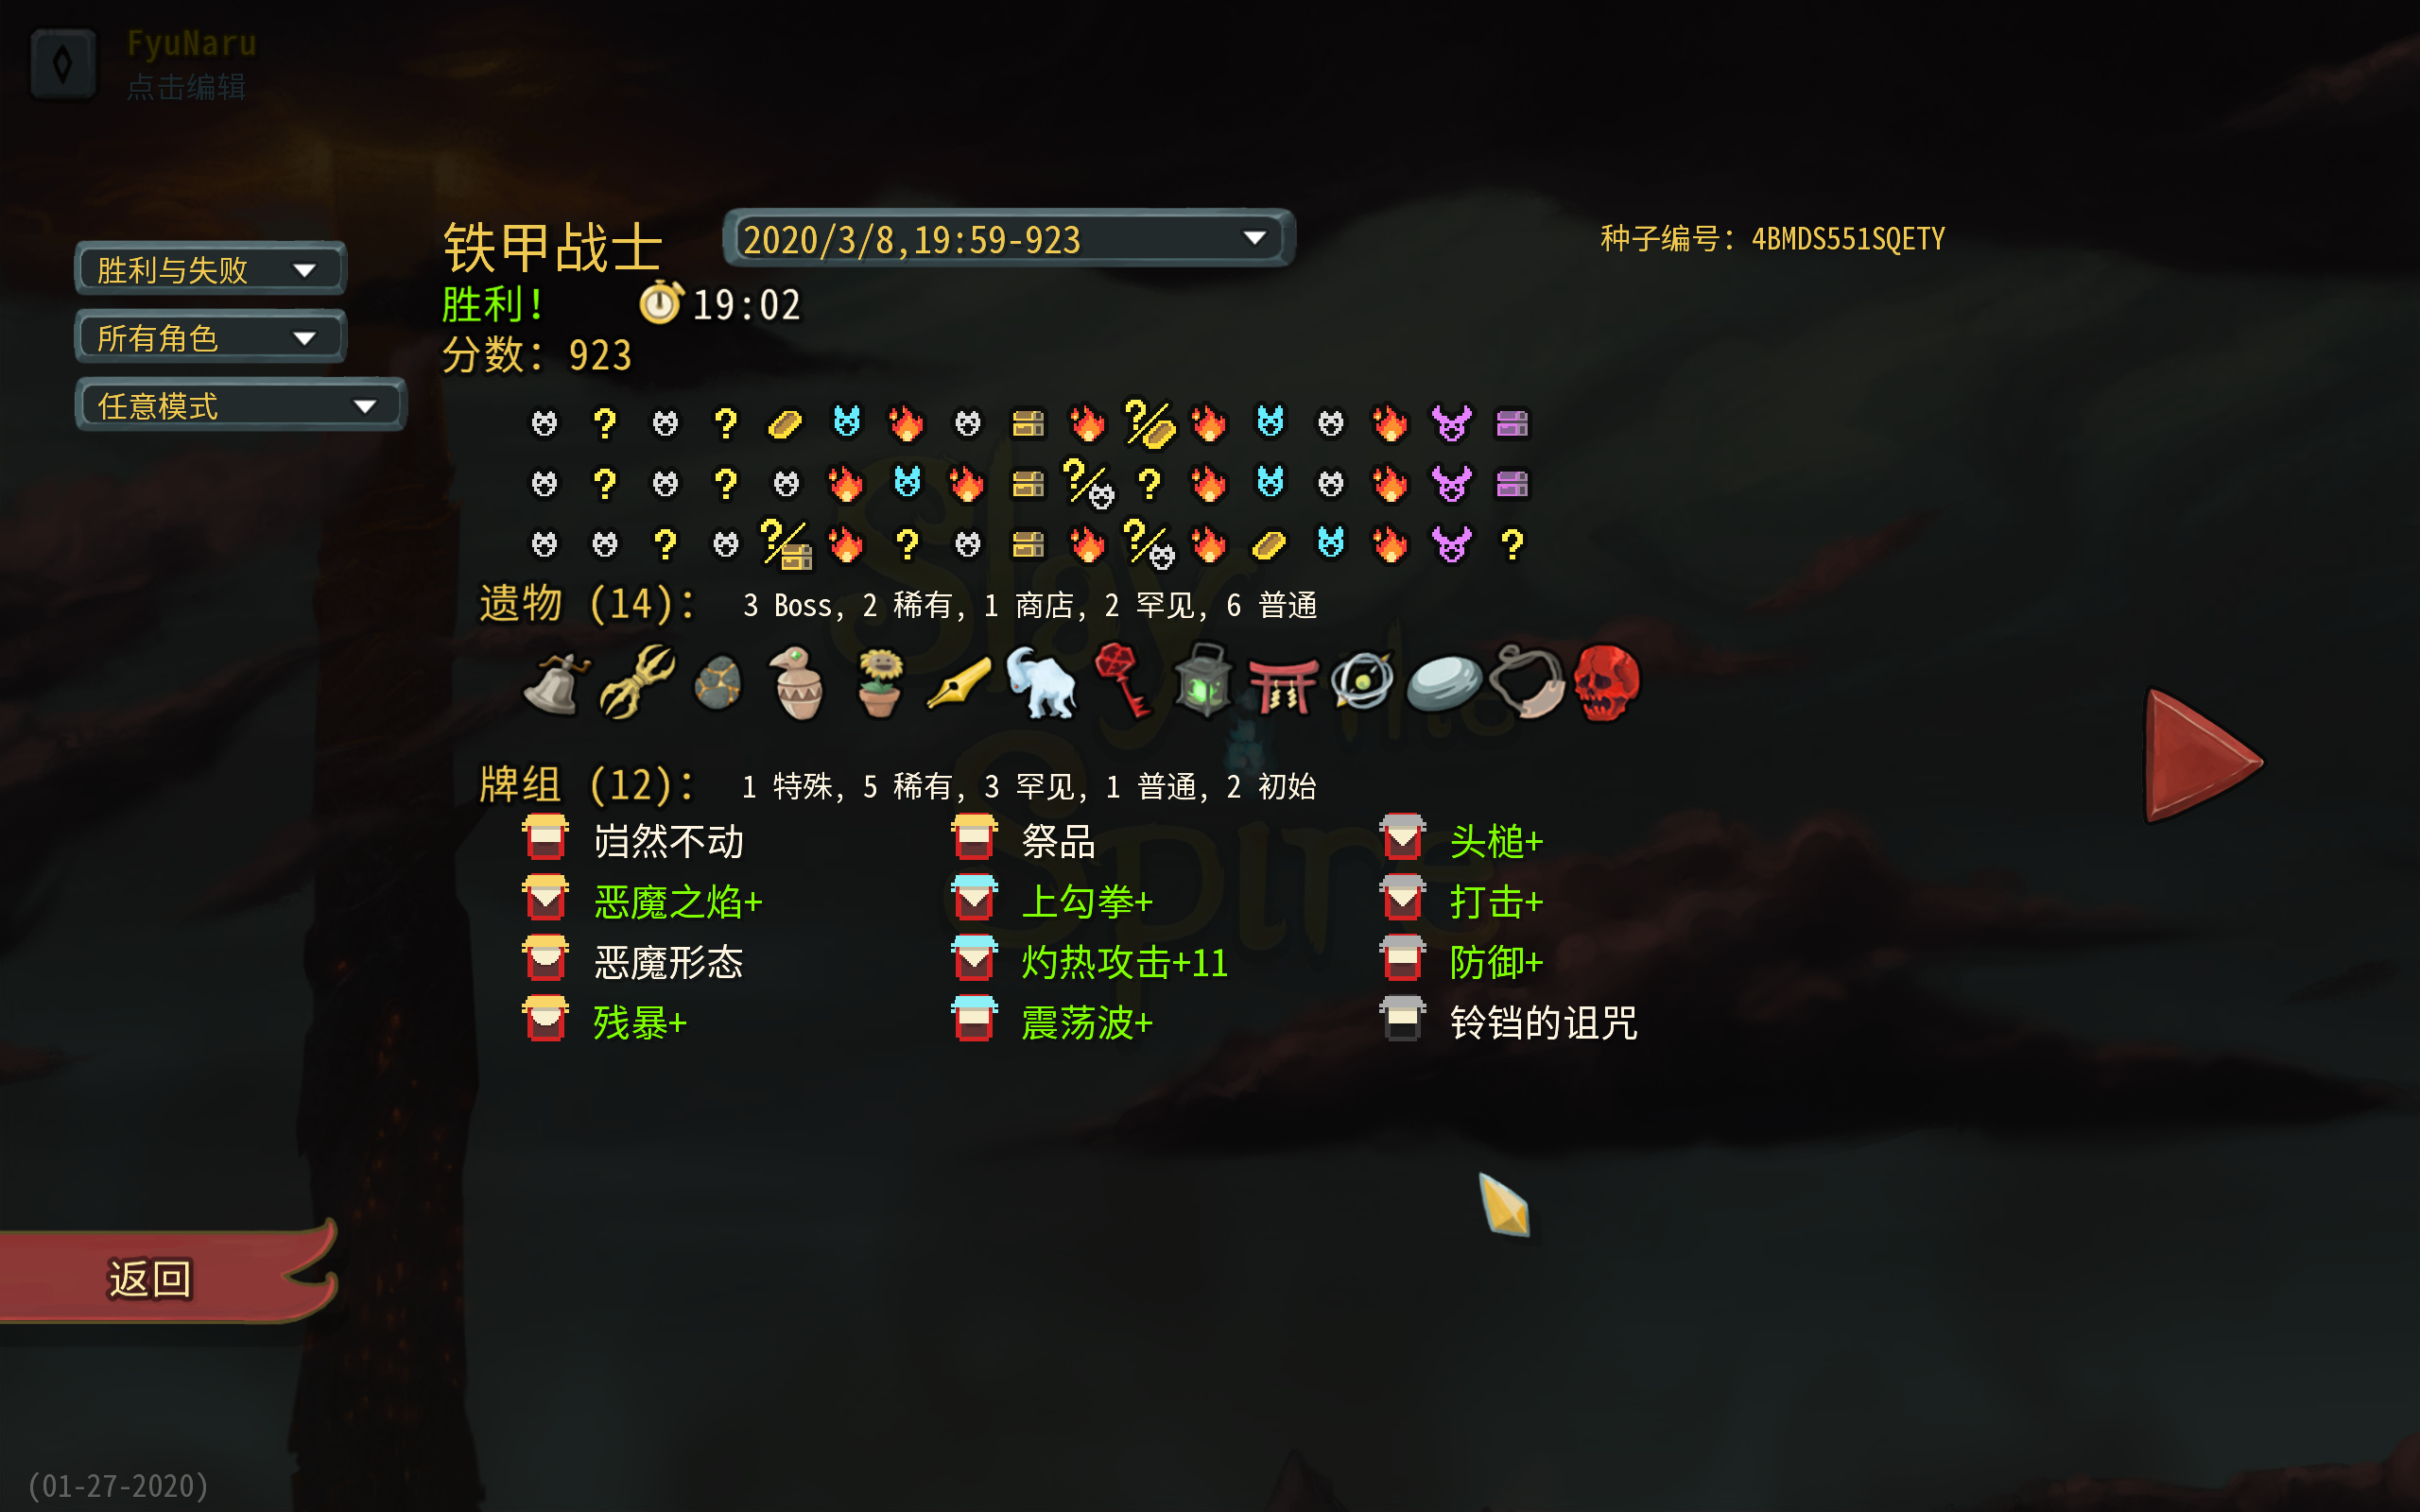 FyuNaru
点击编辑
铁甲战士
2020/3/8,19:59-923
种子编号: 4BMDS551SQETY
胜利与失败
胜利!
19:02
所有角色
分数: 923
任意模式
遗物 (14):
3 Boss, 2 稀有, 1 商店, 2 罕见, 6 普通
牌组 (12):
1 特殊, 5 稀有, 3 罕见, 1 普通, 2 初始
岿然不动
祭品
头槌+
恶魔之焰+
上勾拳+
打击+
恶魔形态
灼热攻击+11
防御+
残暴+
震荡波+
铃铛的诅咒
Slay
the
Spire
返回
(01-27-2020)